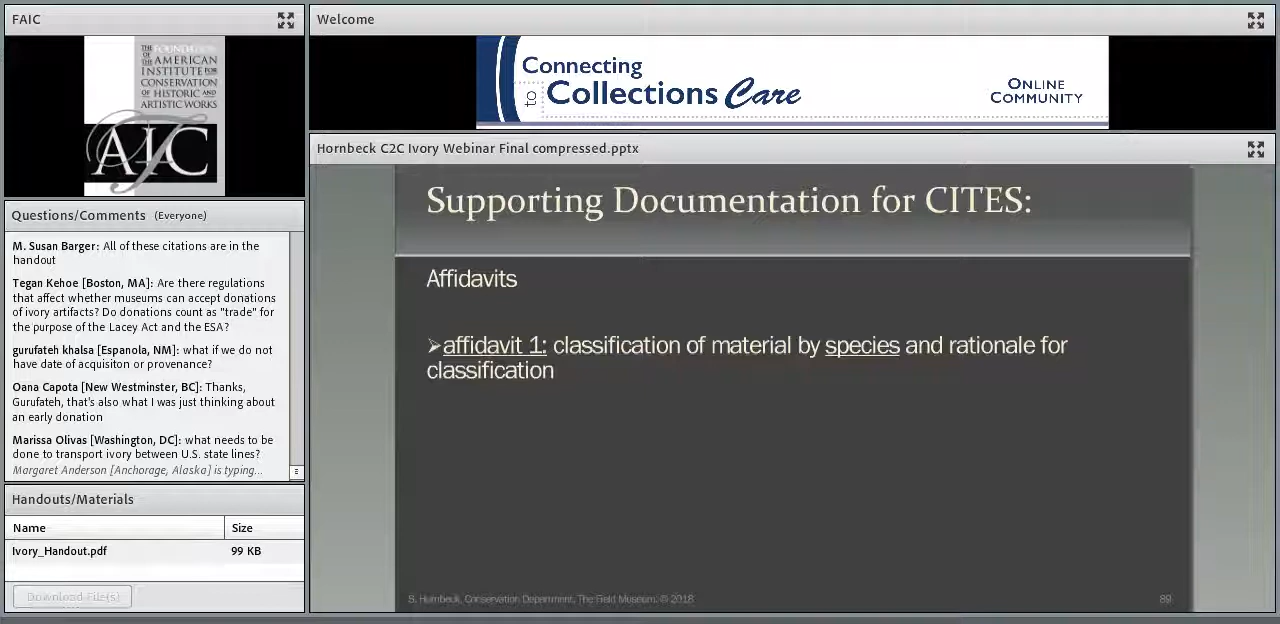 FAIC
THE FOUNDATION
OF THE AMERICAN
INSTITUTE FOR
CONSERVATION
OF HISTORIC AND
ARTISTIC WORKS
AIC
Welcome
Connecting
to Collections Care
ONLINE
COMMUNITY
Hornbeck C2C Ivory Webinar Final compressed.pptx
Supporting Documentation for CITES:
Affidavits
➢affidavit 1: classification of material by species and rationale for
classification
S. Hornbeck, Conservation Department, The Field Museum. © 2018
89
Questions/Comments (Everyone)
M. Susan Barger: All of these citations are in the
handout
Tegan Kehoe [Boston, MA]: Are there regulations
that affect whether museums can accept donations
of ivory artifacts? Do donations count as "trade" for
the purpose of the Lacey Act and the ESA?
gurufateh khalsa [Espanola, NM]: what if we do not
have date of acquisiton or provenance?
Oana Capota [New Westminster, BC]: Thanks,
Gurufateh, that's also what I was just thinking about
an early donation
Marissa Olivas [Washington, DC]: what needs to be
done to transport ivory between U.S. state lines?
Margaret Anderson [Anchorage, Alaska] is typing...
Handouts/Materials
Name Size
Ivory_Handout.pdf 99 KB
Download File(s)